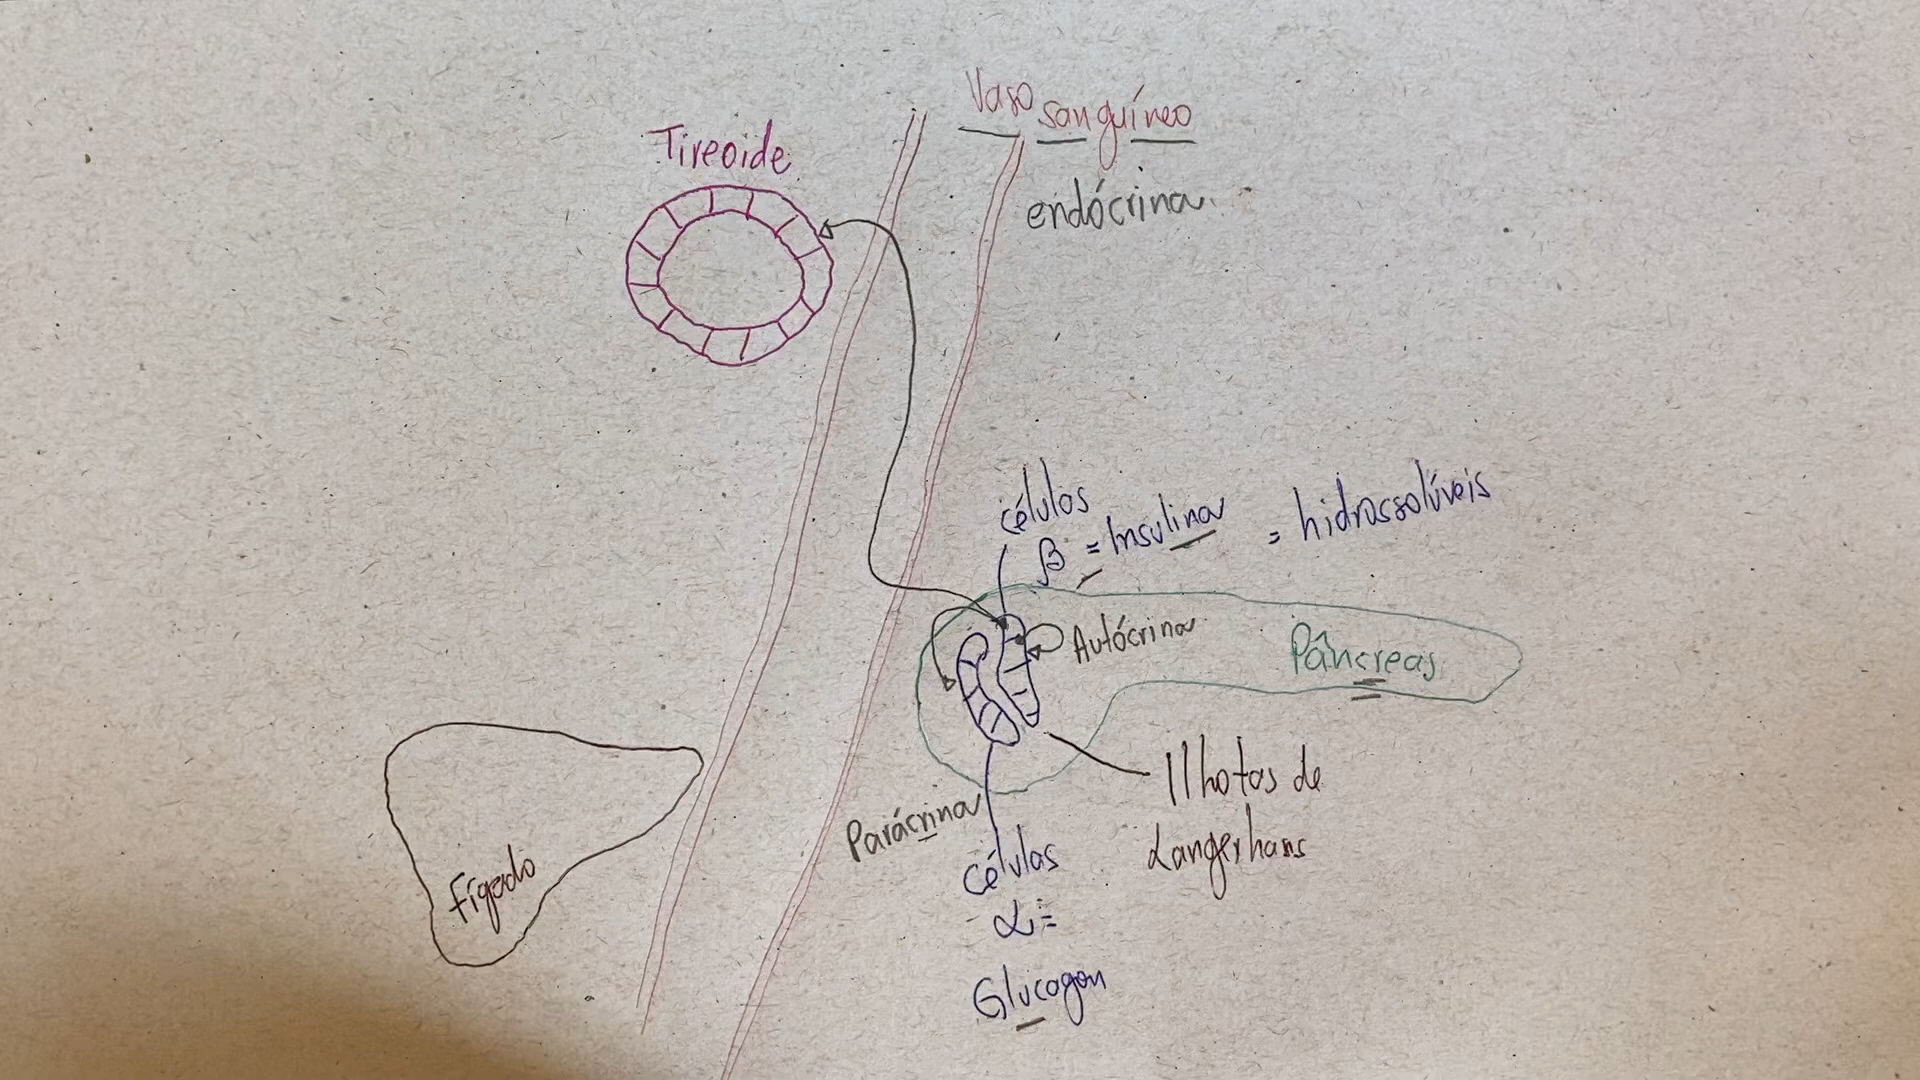 Vaso sanguíneo
Tireoide
endócrina
células
β = Insulina = hidrossolúveis
Autócrina
Pâncreas
Ilhotas de
Langerhans
Parácrina
Células
α =
Glucagon
Fígado